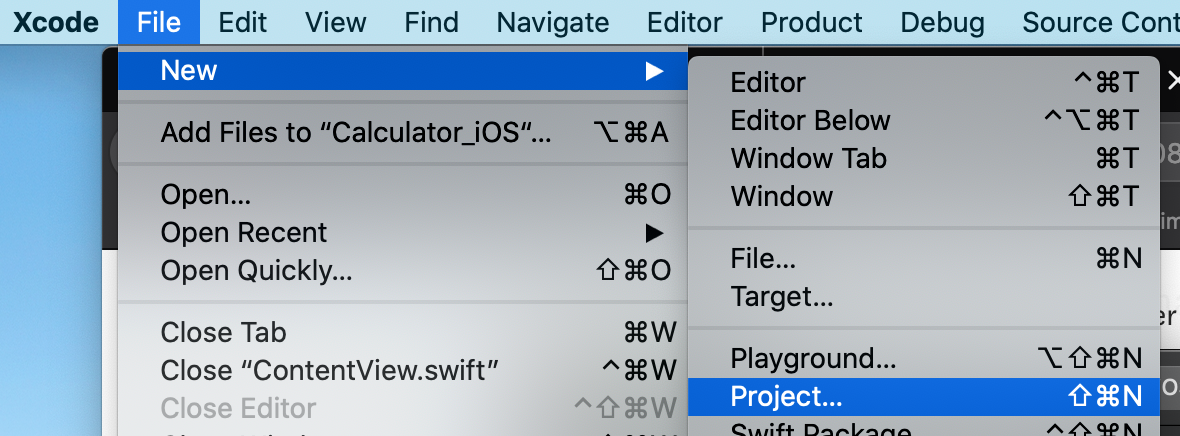 Xcode File Edit View Find Navigate Editor Product Debug Source Cont
New ▶
Add Files to “Calculator_iOS“... ⌥⌘A
Open... ⌘O
Open Recent ▶
Open Quickly... ⇧⌘O
Close Tab ⌘W
Close “ContentView.swift” ^⌘W
Close Editor ^⇧⌘W
Editor ^⌘T
Editor Below ^⌥⌘T
Window Tab ⌘T
Window ⇧⌘T
File... ⌘N
Target...
Playground... ⌥⇧⌘N
Project... ⇧⌘N
Swift Package ^⇧⌘N